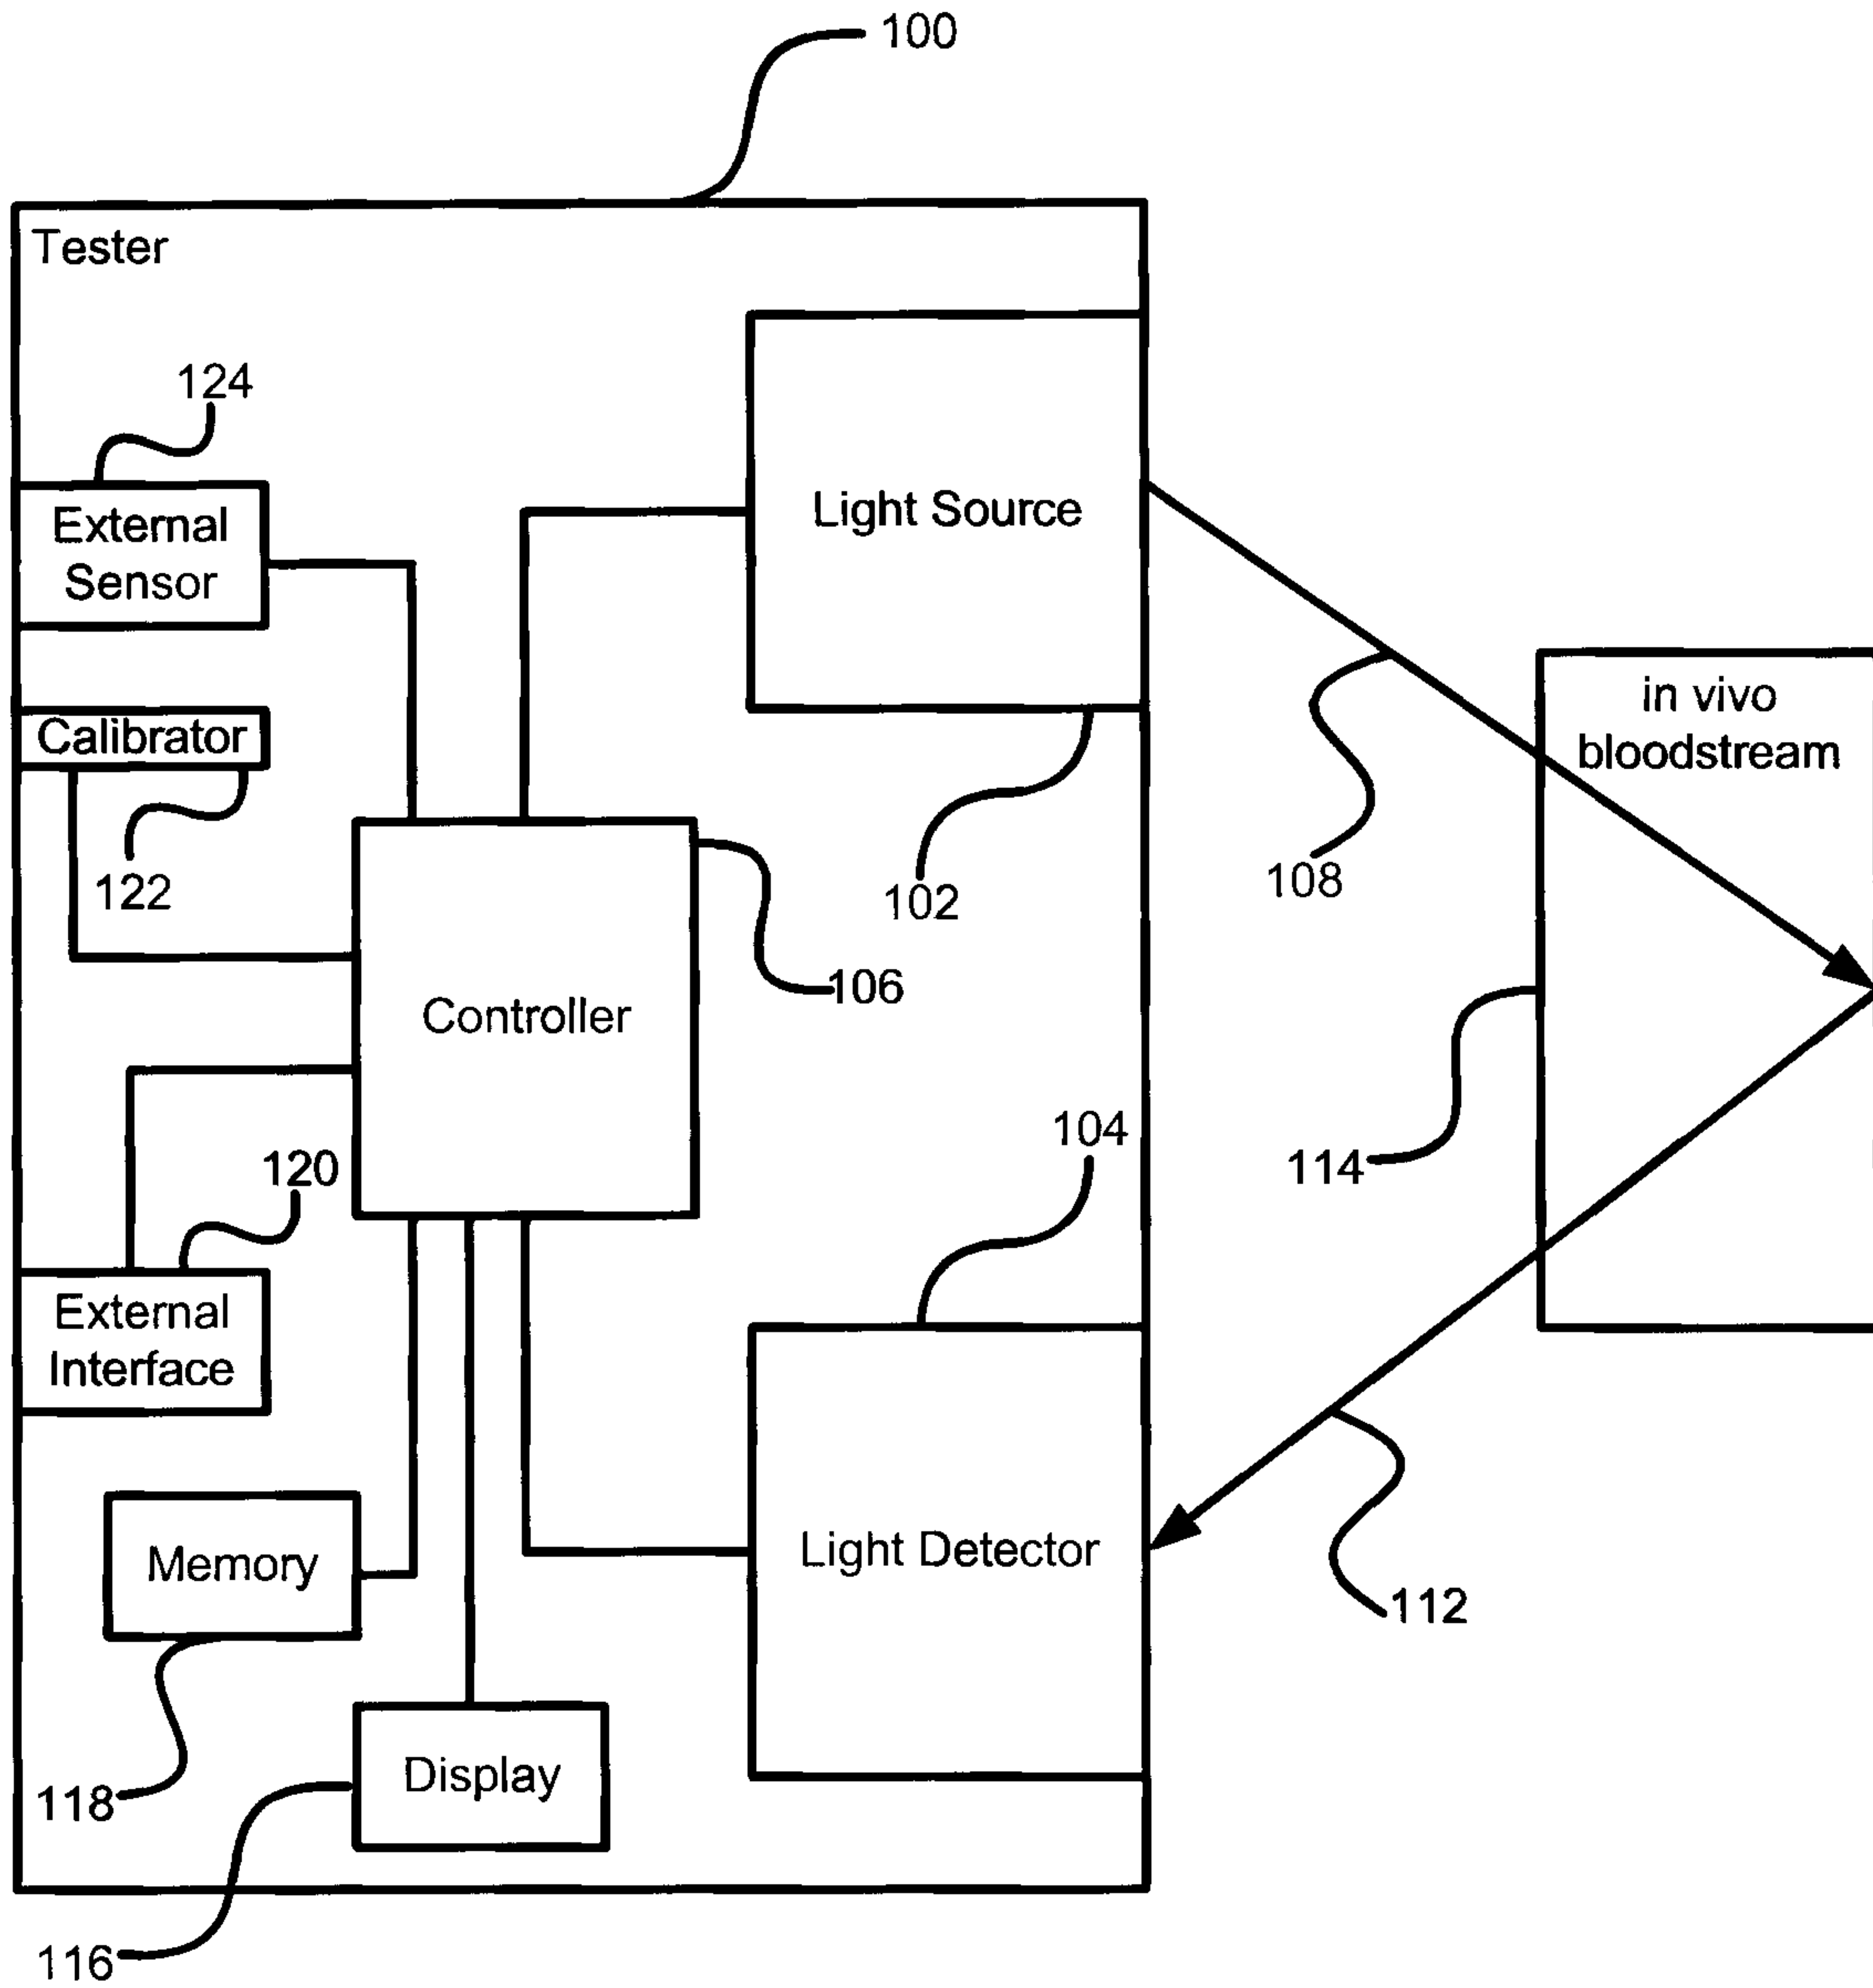 100
Tester
124
External
Sensor
Light Source
in vivo
bloodstream
Calibrator
122
102
108
106
Controller
104
114
120
External
Interface
Light Detector
Memory
112
Display
118
116